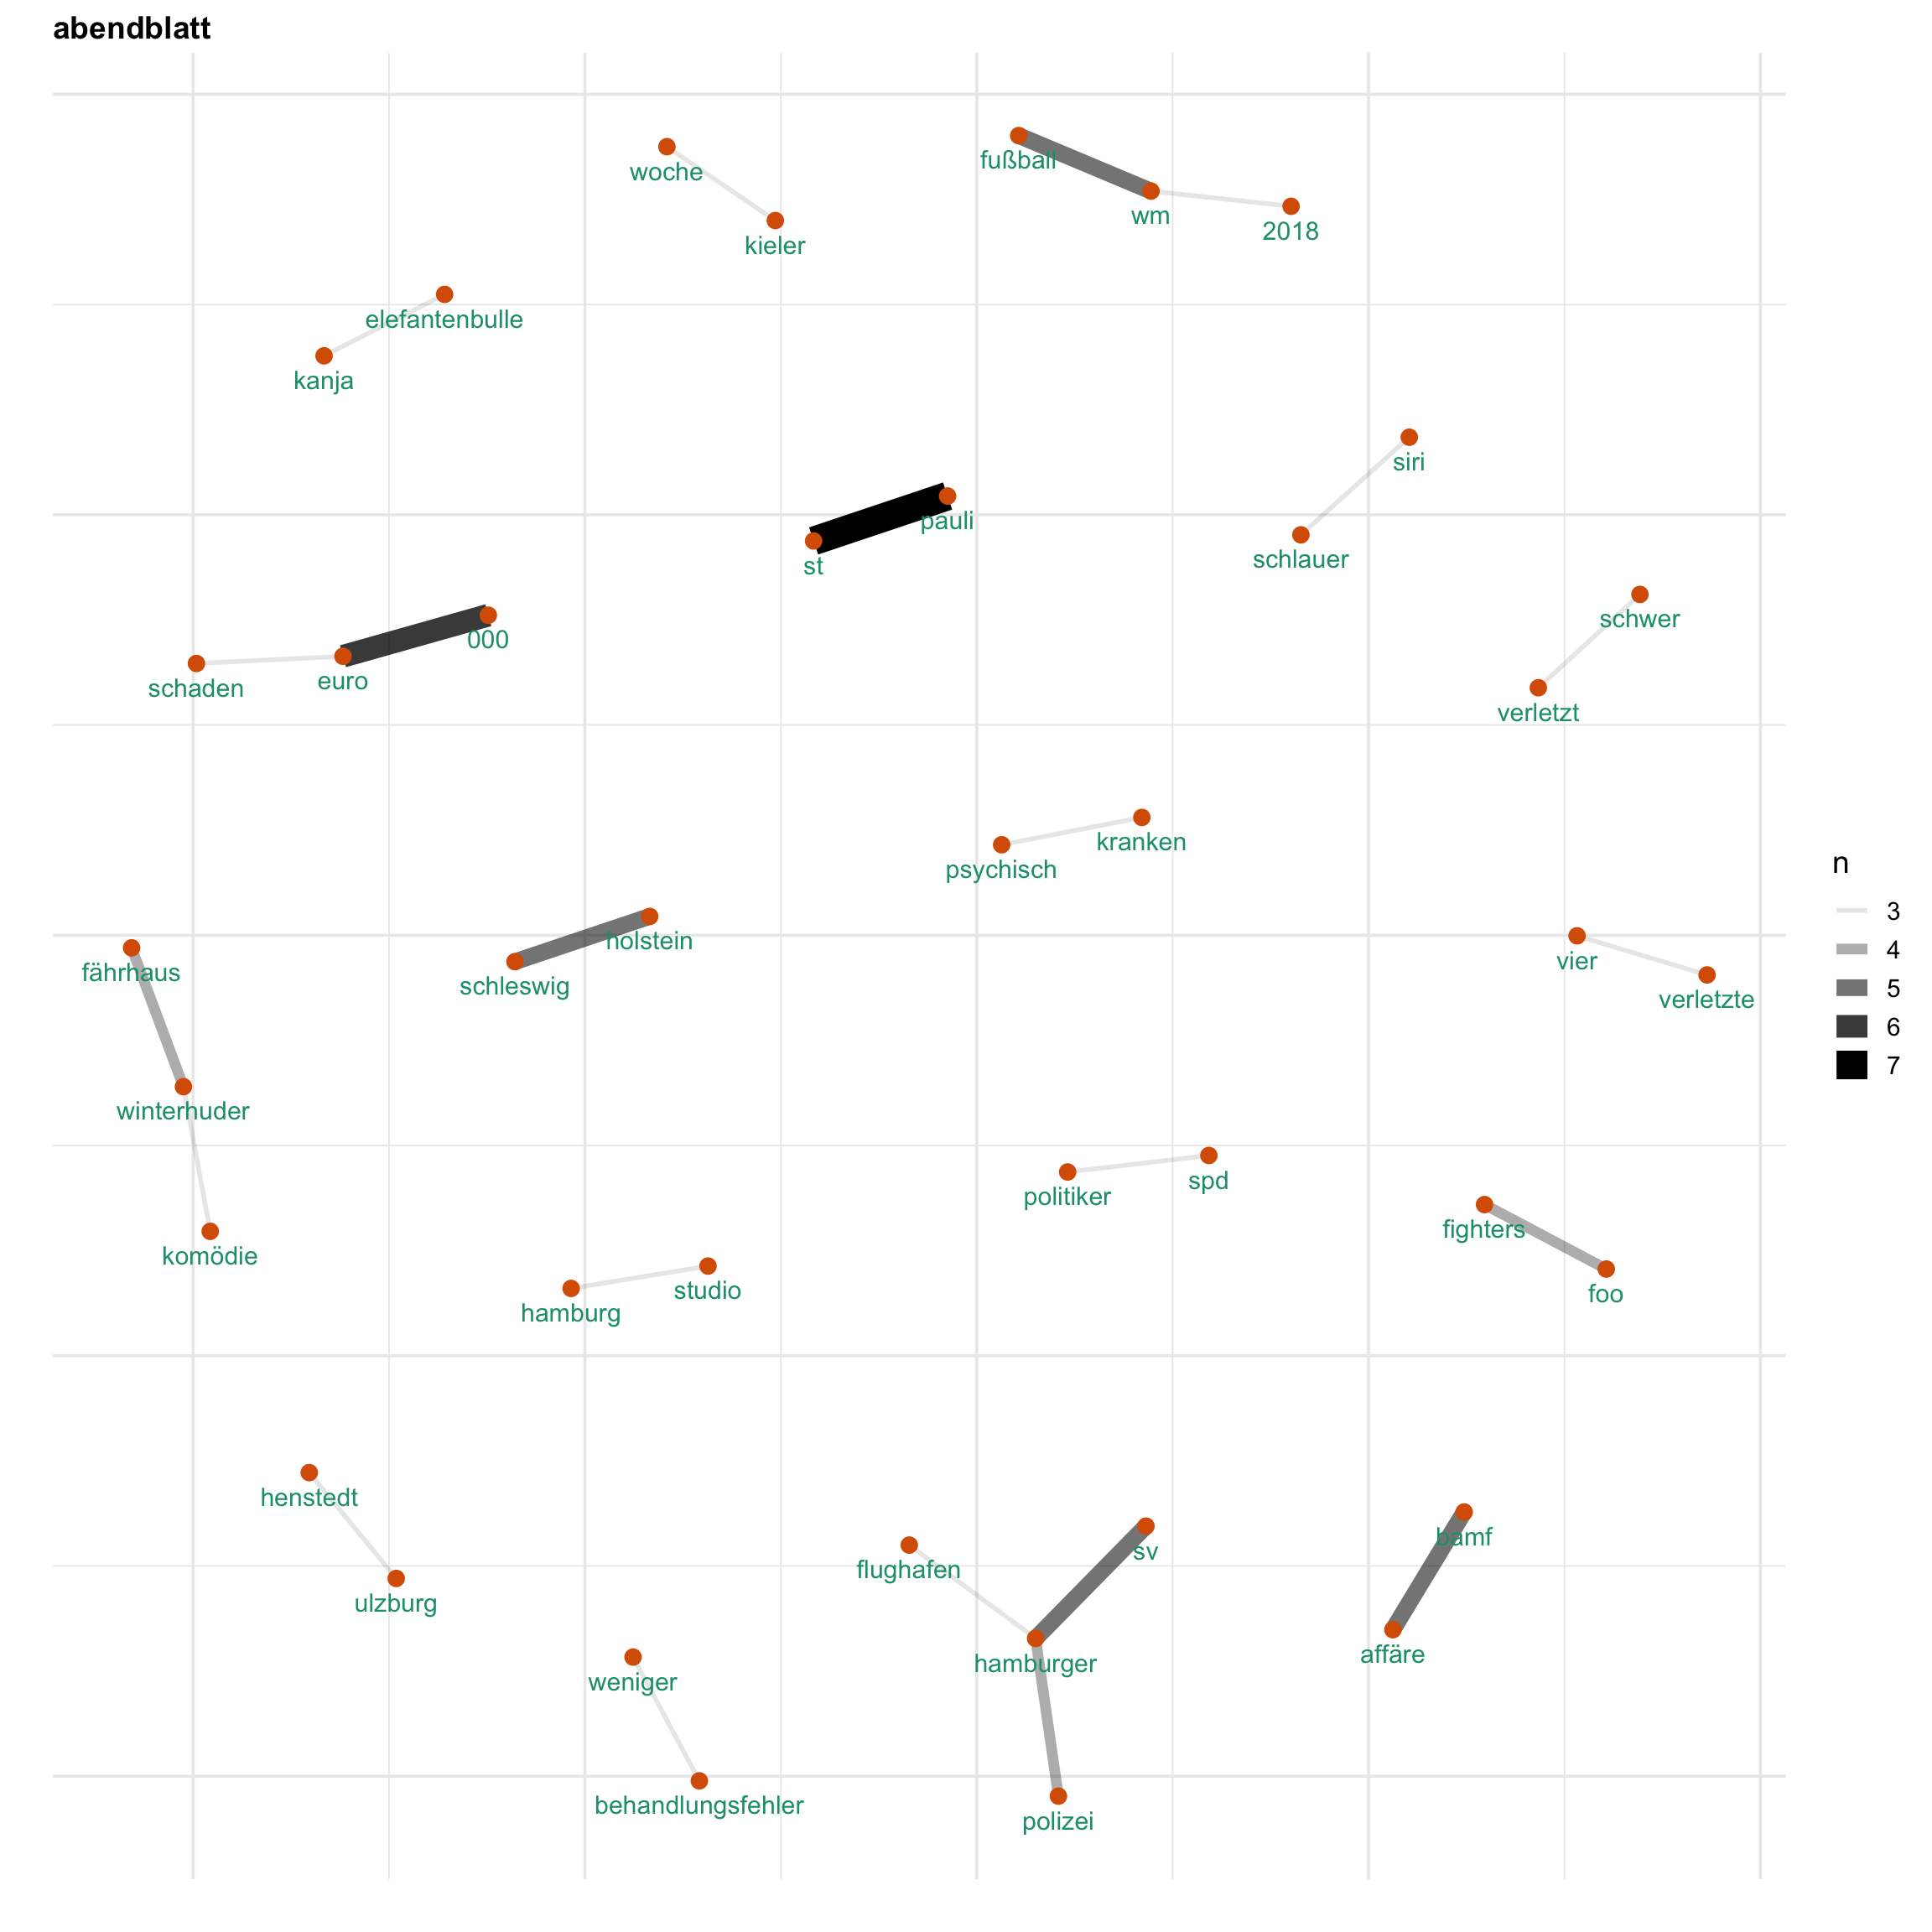 abendblatt
woche
fußball
kieler
wm
2018
elefantenbulle
kanja
siri
pauli
st
schlauer
schwer
000
euro
schaden
verletzt
kranken
psychisch
holstein
schleswig
fährhaus
vier
verletzte
winterhuder
spd
politiker
fighters
komödie
studio
foo
hamburg
henstedt
bamf
sv
flughafen
ulzburg
affäre
hamburger
weniger
behandlungsfehler
polizei
n
3
4
5
6
7